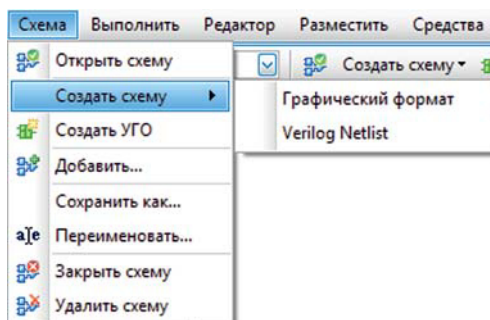 Схема Выполнить Редактор Разместить Средства
Открыть схему
Создать схему
Создать схему
Графический формат
Создать УГО
Verilog Netlist
Добавить...
Сохранить как...
Переименовать...
Закрыть схему
Удалить схему